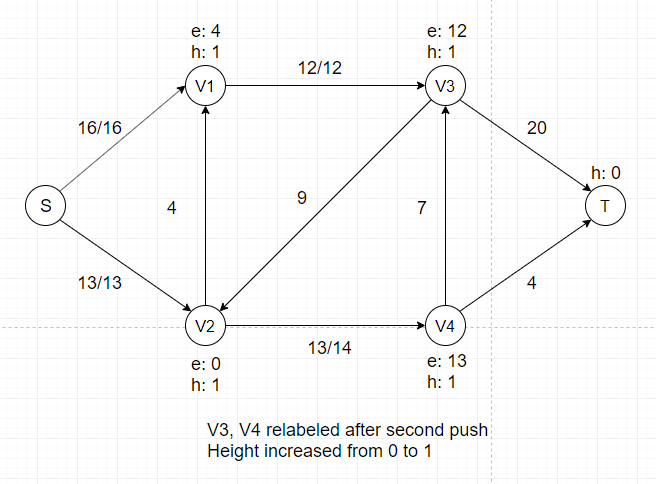 e: 4
h: 1
e: 12
h: 1
12/12
V1
V3
16/16
20
h: 0
S
4
9
7
T
13/13
4
V2
V4
13/14
e: 0
h: 1
e: 13
h: 1
V3, V4 relabeled after second push
Height increased from 0 to 1